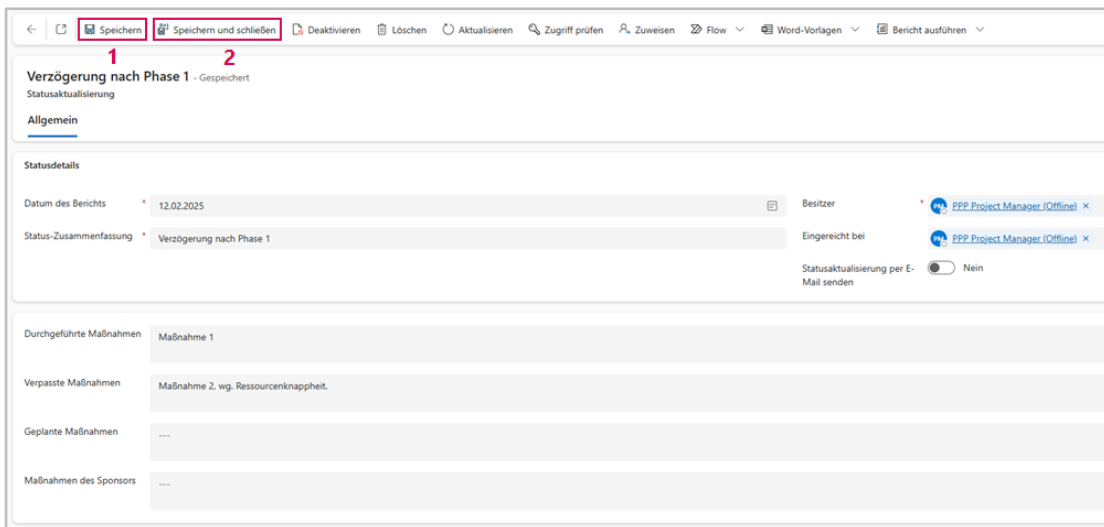 Speichern Speichern und schließen Deaktivieren Löschen Aktualisieren Zugriff prüfen Zuweisen Flow Word-Vorlagen Bericht ausführen
1 2
Verzögerung nach Phase 1 - Gespeichert
Statusaktualisierung
Allgemein
Statusdetails
Datum des Berichts * 12.02.2025
Besitzer * PM PPP Project Manager (Offline) ×
Status-Zusammenfassung * Verzögerung nach Phase 1
Eingereicht bei PM PPP Project Manager (Offline) ×
Statusaktualisierung per E-
Mail senden
Nein
Durchgeführte Maßnahmen Maßnahme 1
Verpasste Maßnahmen Maßnahme 2, wg. Ressourcenknappheit.
Geplante Maßnahmen ---
Maßnahmen des Sponsors ---